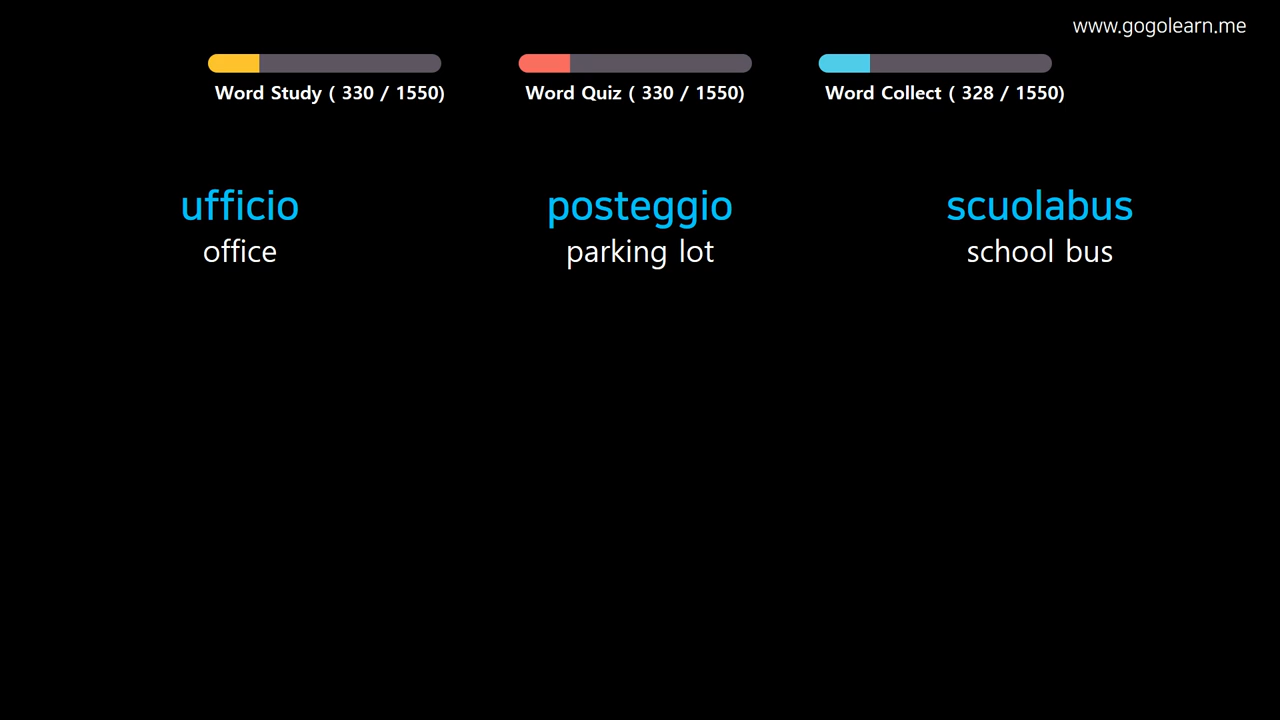 www.gogolearn.me
Word Study ( 330 / 1550)
Word Quiz ( 330 / 1550)
Word Collect ( 328 / 1550)
ufficio
office
posteggio
parking lot
scuolabus
school bus